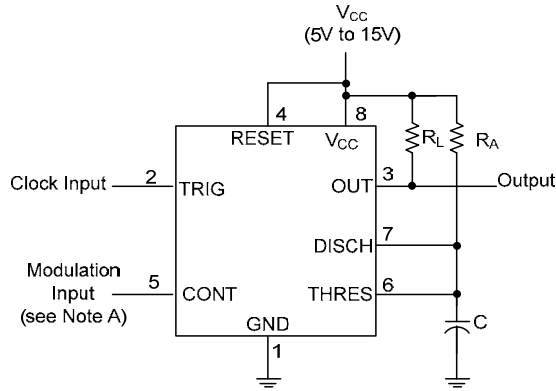 VCC
(5V to 15V)
4
8
RESET
VCC
RL
RA
Clock Input
2
TRIG
OUT
3
Output
DISCH
7
Modulation
Input
(see Note A)
5
CONT
THRES
6
GND
1
C